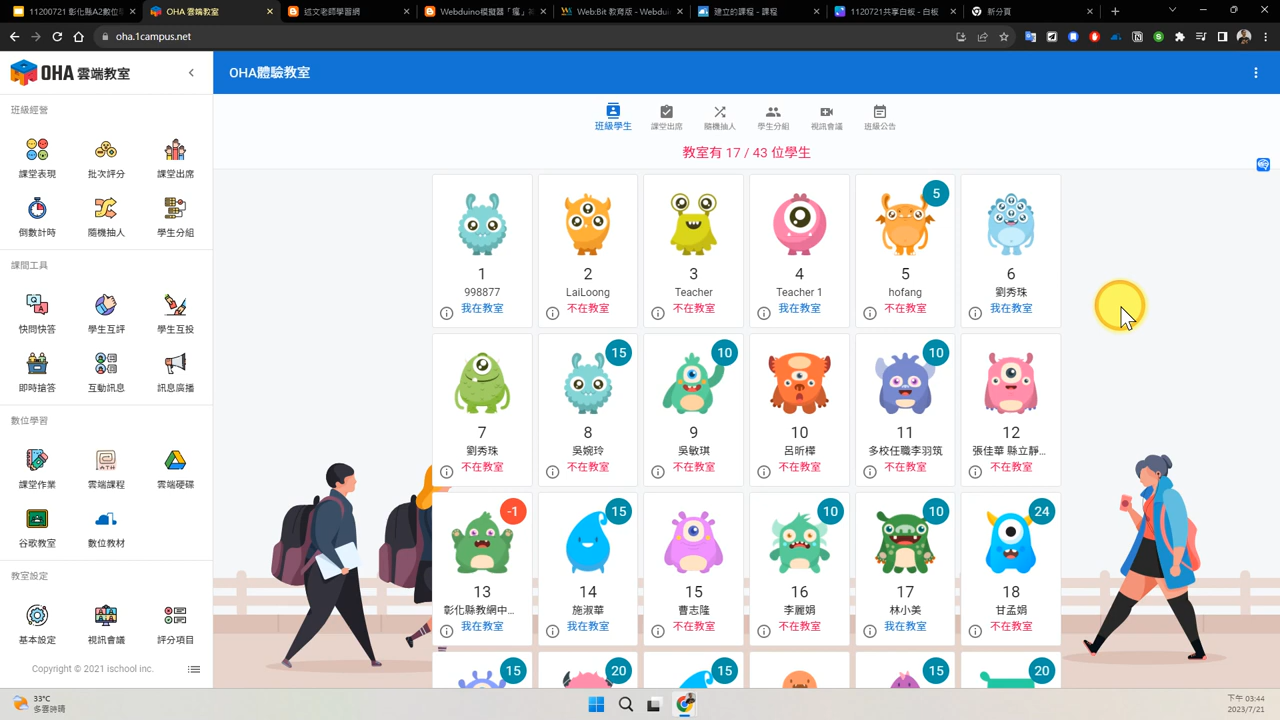 1120721 彰化縣A2數位學
OHA 雲端教室
這文老師學習網
Webduino模擬器「瘋」
Web:Bit 教育版 - Webdui
建立的課程 - 課程
1120721共享白板 - 白板
新分頁
oha.1campus.net
OHA 雲端教室
OHA體驗教室
班級學生
課堂出席
隨機抽人
學生分組
視訊會議
班級公告
教室有 17 / 43 位學生
班級經營
課堂表現
批次評分
課堂出席
倒數計時
隨機抽人
學生分組
課間工具
快問快答
學生互評
學生互投
即時搶答
互動訊息
訊息廣播
數位學習
課堂作業
雲端課程
雲端硬碟
谷歌教室
數位教材
教室設定
基本設定
視訊會議
評分項目
Copyright © 2021 ischool inc.
1
998877
我在教室
2
LaiLoong
不在教室
3
Teacher
不在教室
4
Teacher 1
我在教室
5
5
hofang
不在教室
6
劉秀珠
我在教室
7
劉秀珠
不在教室
15
8
吳婉玲
不在教室
10
9
吳敏琪
不在教室
10
呂昕樺
不在教室
10
11
多校任職李羽筑
不在教室
12
張佳華 縣立靜...
不在教室
-1
13
彰化縣教網中...
我在教室
15
14
施淑華
我在教室
15
曹志隆
不在教室
10
16
李麗娟
不在教室
10
17
林小美
我在教室
24
18
甘孟娟
不在教室
15
20
15
15
20
33°C
多雲時晴
下午 03:44
2023/7/21